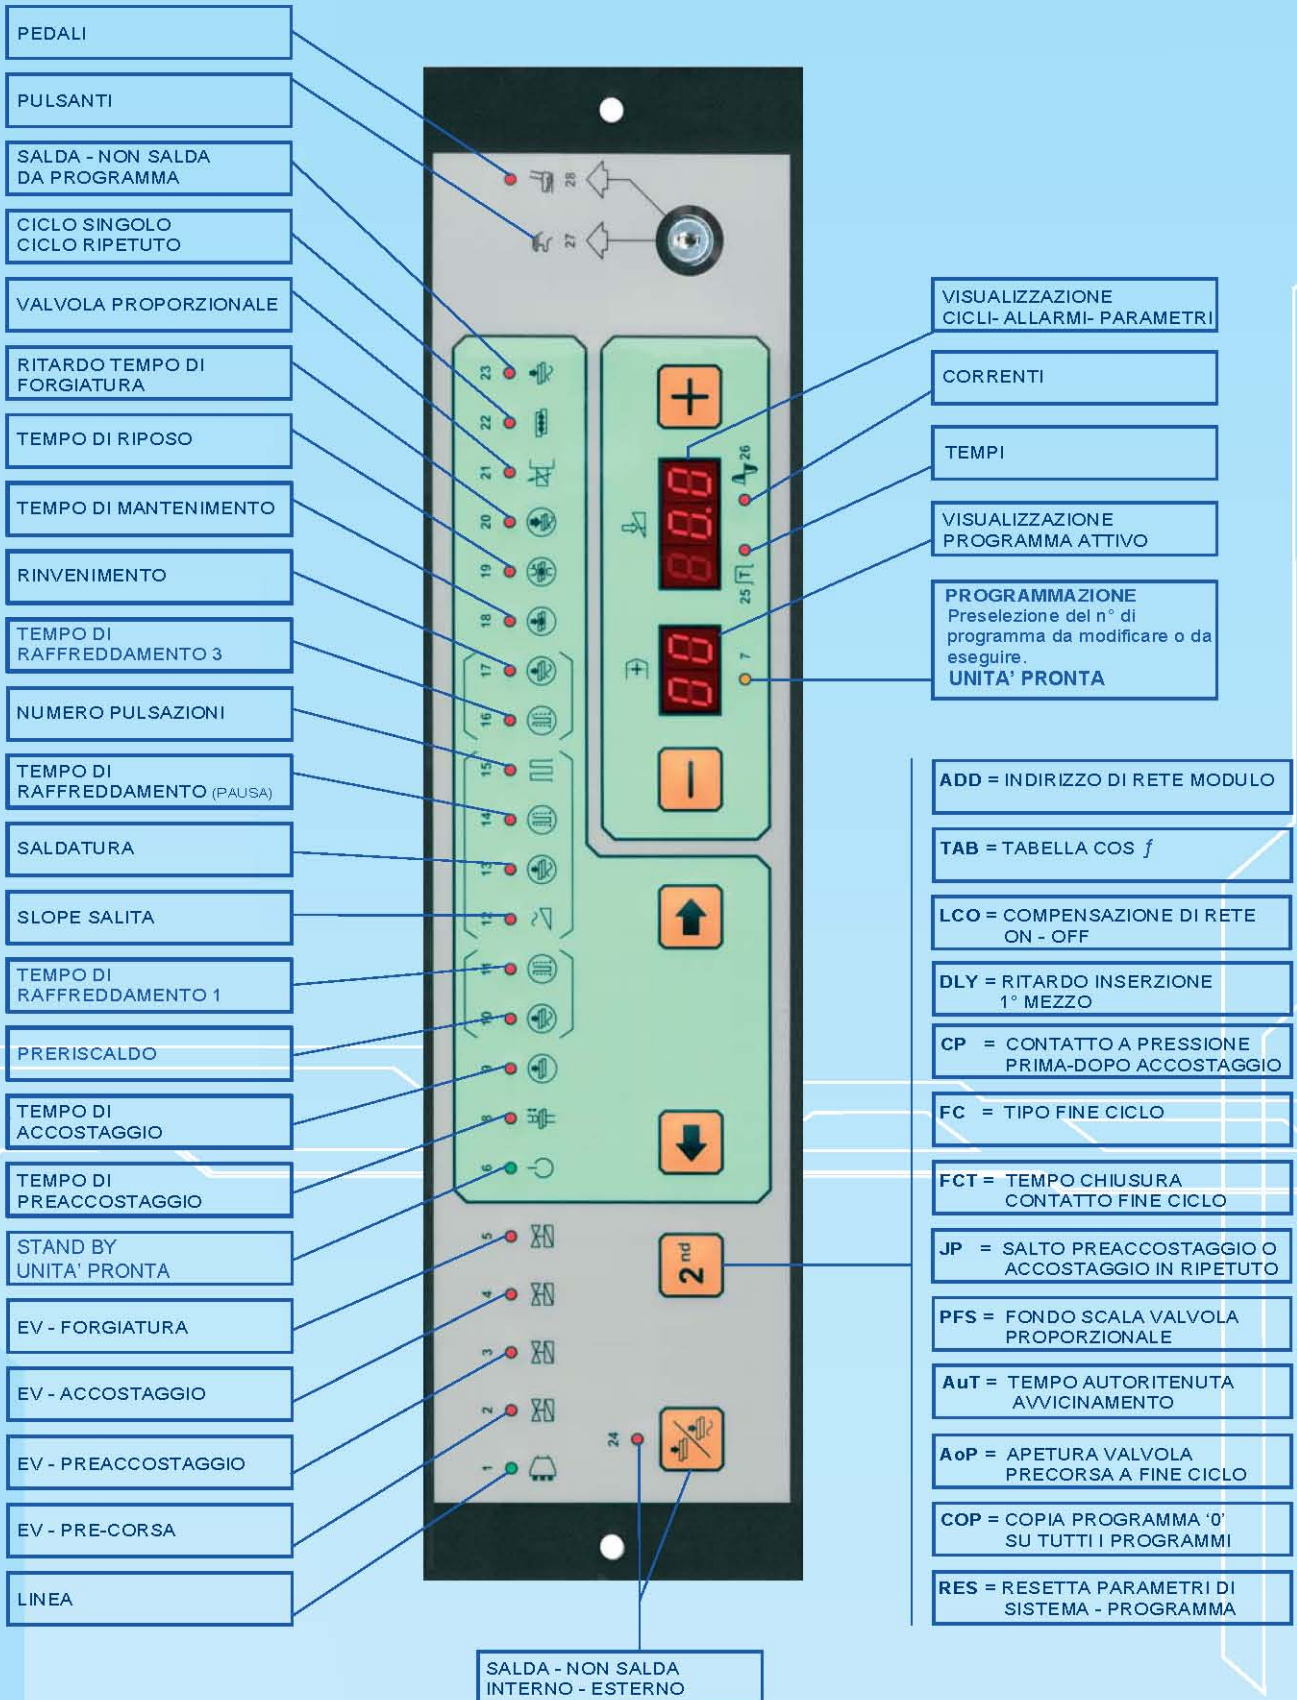 PEDALI
PULSANTI
SALDA - NON SALDA
DA PROGRAMMA
CICLO SINGOLO
CICLO RIPETUTO
VALVOLA PROPORZIONALE
RITARDO TEMPO DI
FORGIATURA
TEMPO DI RIPOSO
TEMPO DI MANTENIMENTO
RINVENIMENTO
TEMPO DI
RAFFREDDAMENTO 3
NUMERO PULSAZIONI
TEMPO DI
RAFFREDDAMENTO (PAUSA)
SALDATURA
SLOPE SALITA
TEMPO DI
RAFFREDDAMENTO 1
PRERISCALDO
TEMPO DI
ACCOSTAGGIO
TEMPO DI
PREACCOSTAGGIO
STAND BY
UNITA' PRONTA
EV - FORGIATURA
EV - ACCOSTAGGIO
EV - PREACCOSTAGGIO
EV - PRE-CORSA
LINEA
28
27
23
22
21
20
19
18
17
16
15
14
13
12
11
10
9
8
6
5
4
3
2
1
+
8.8
26
25 T
88
7
−
2nd
24
VISUALIZZAZIONE
CICLI- ALLARMI- PARAMETRI
CORRENTI
TEMPI
VISUALIZZAZIONE
PROGRAMMA ATTIVO
PROGRAMMAZIONE
Preselezione del n° di
programma da modificare o da
eseguire.
UNITA' PRONTA
ADD = INDIRIZZO DI RETE MODULO
TAB = TABELLA COS ƒ
LCO = COMPENSAZIONE DI RETE
ON - OFF
DLY = RITARDO INSERZIONE
1° MEZZO
CP = CONTATTO A PRESSIONE
PRIMA-DOPO ACCOSTAGGIO
FC = TIPO FINE CICLO
FCT = TEMPO CHIUSURA
CONTATTO FINE CICLO
JP = SALTO PREACCOSTAGGIO O
ACCOSTAGGIO IN RIPETUTO
PFS = FONDO SCALA VALVOLA
PROPORZIONALE
AuT = TEMPO AUTORITENUTA
AVVICINAMENTO
AoP = APETURA VALVOLA
PRECORSA A FINE CICLO
COP = COPIA PROGRAMMA '0'
SU TUTTI I PROGRAMMI
RES = RESETTA PARAMETRI DI
SISTEMA - PROGRAMMA
SALDA - NON SALDA
INTERNO - ESTERNO